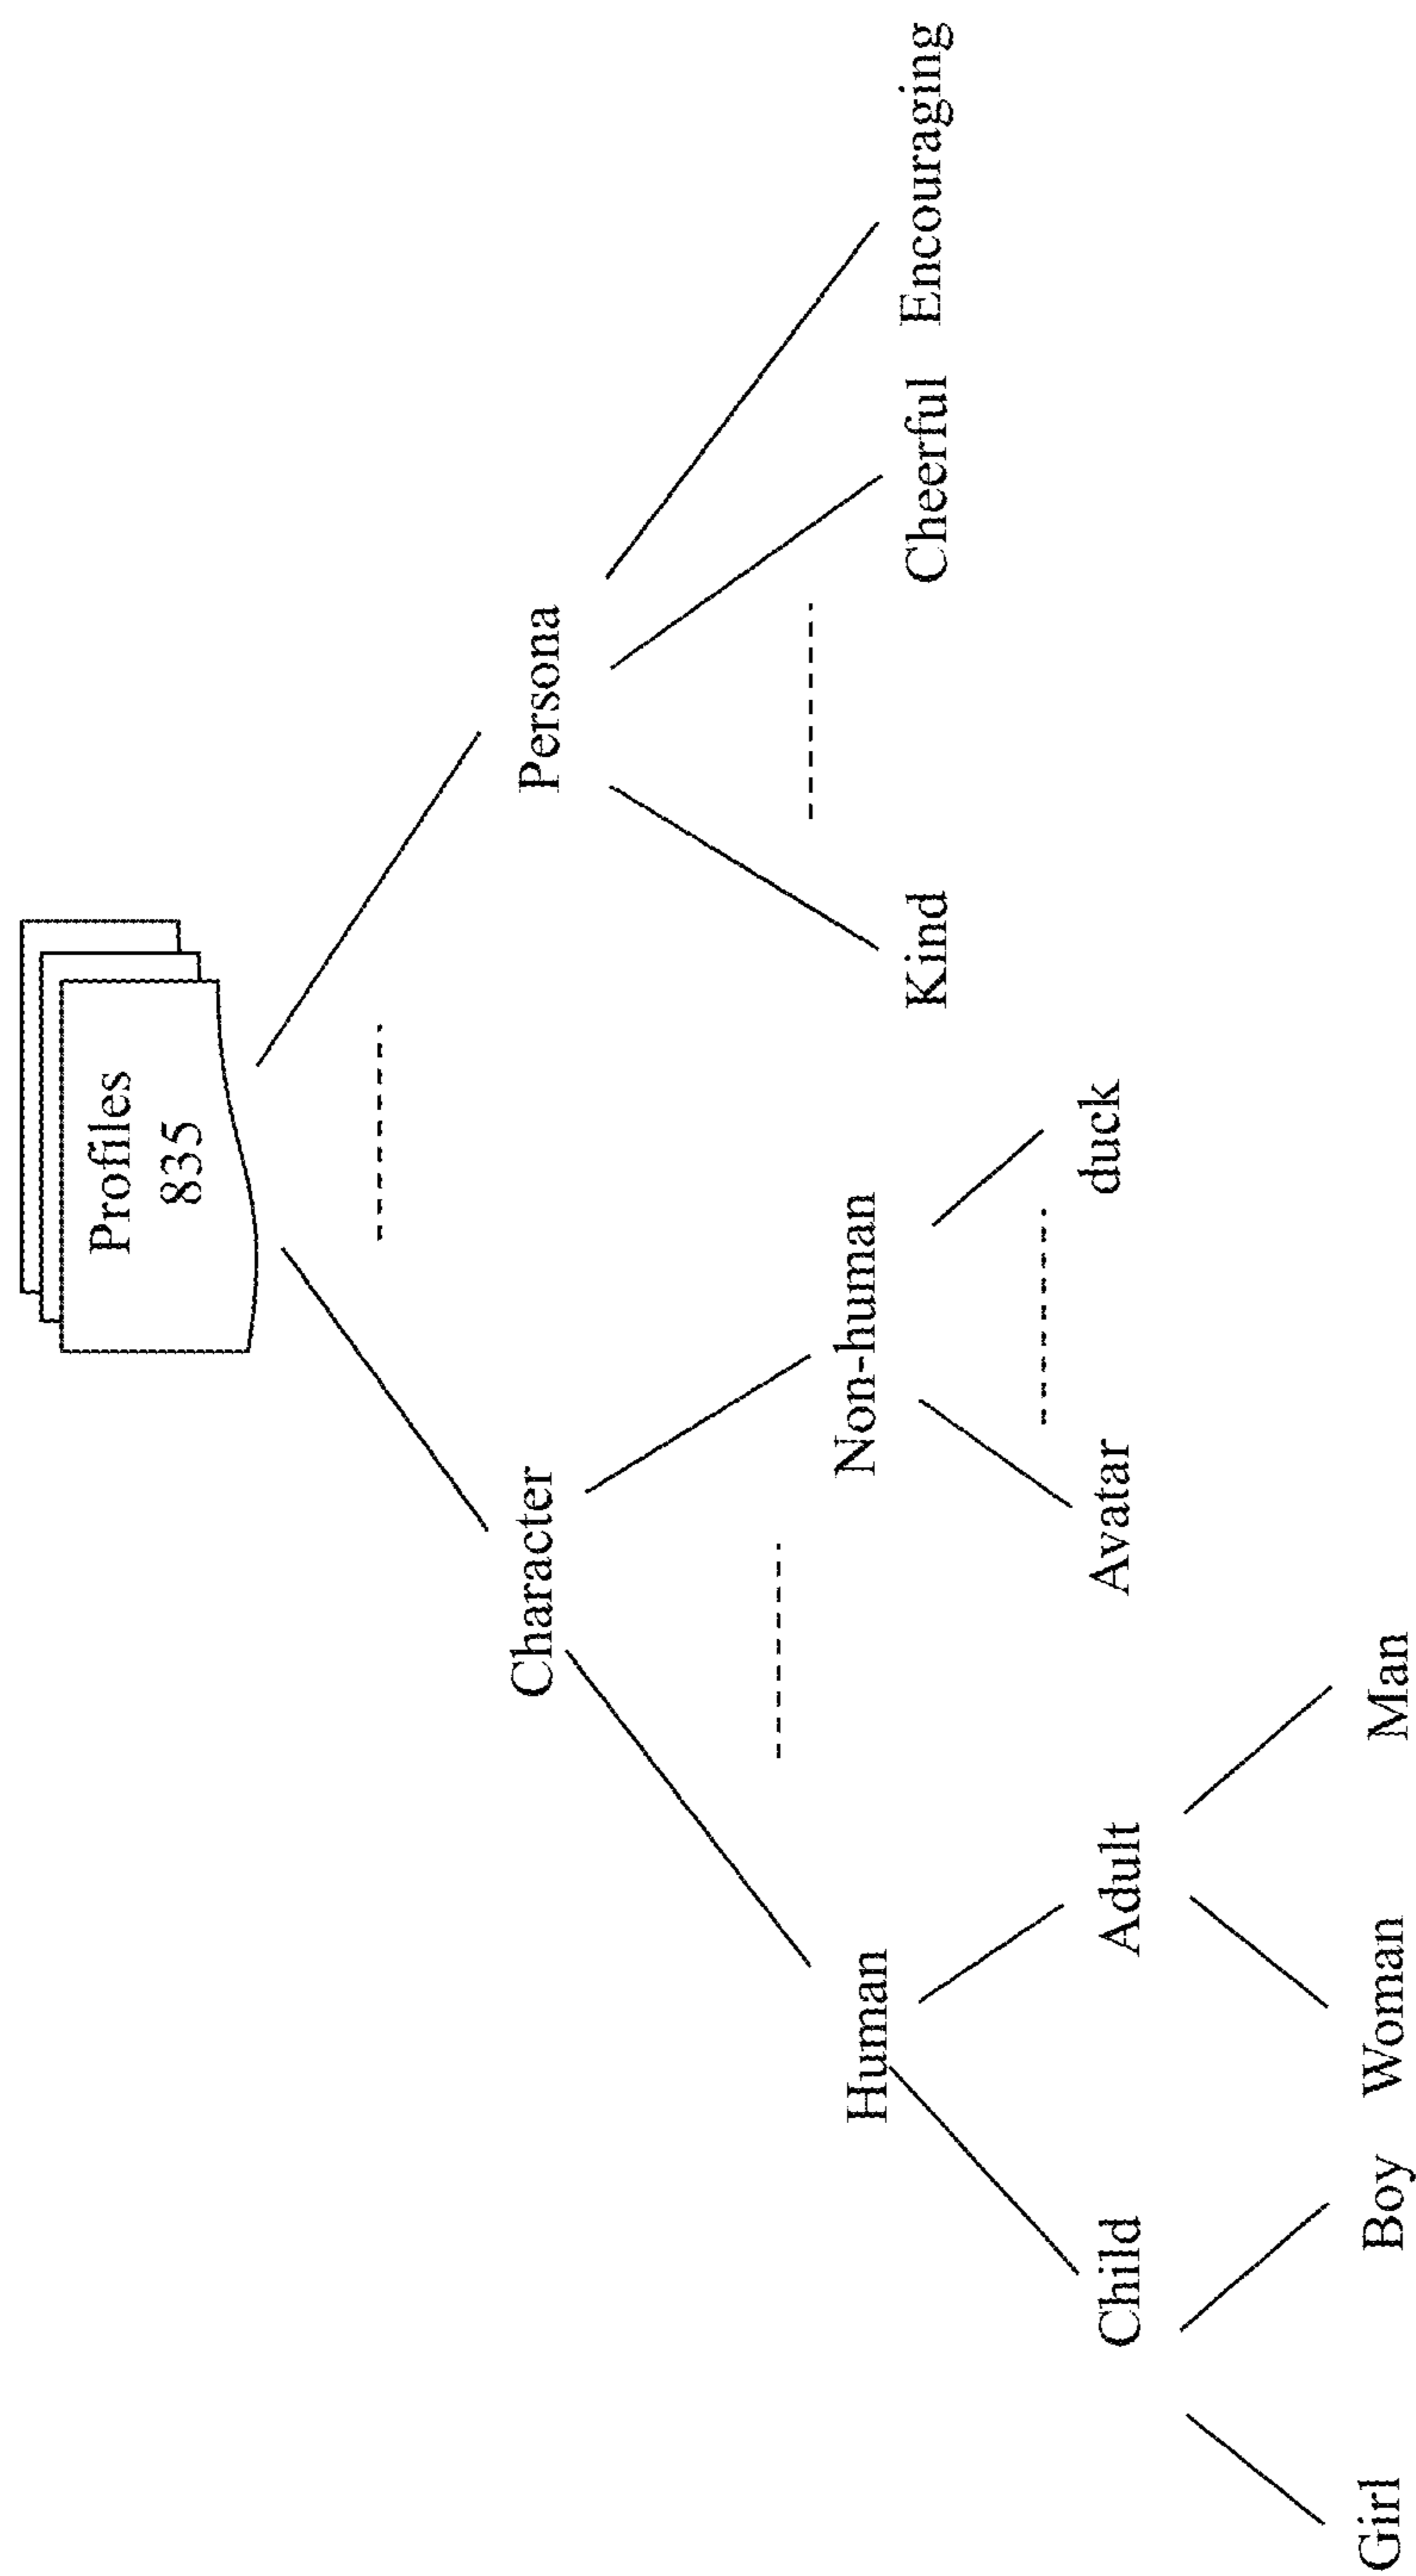 Profiles
835
Character
Persona
Human
Non-human
Kind
Cheerful
Encouraging
Child
Adult
Avatar
duck
Girl
Boy
Woman
Man